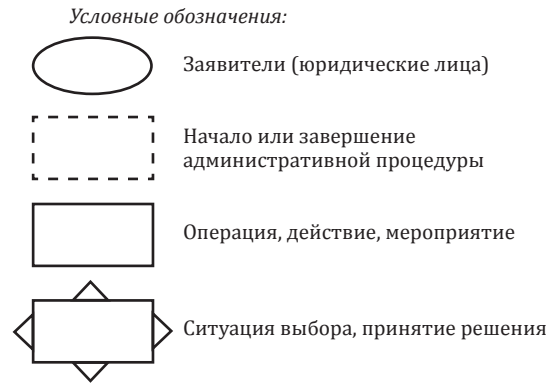 Условные обозначения:
Заявители (юридические лица)
Начало или завершение
административной процедуры
Операция, действие, мероприятие
Ситуация выбора, принятие решения